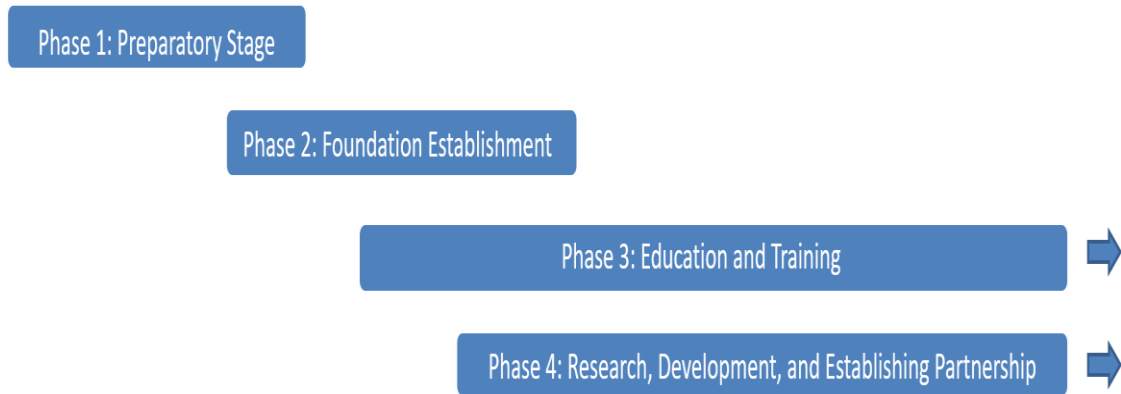 Phase 1: Preparatory Stage
Phase 2: Foundation Establishment
Phase 3: Education and Training
Phase 4: Research, Development, and Establishing Partnership